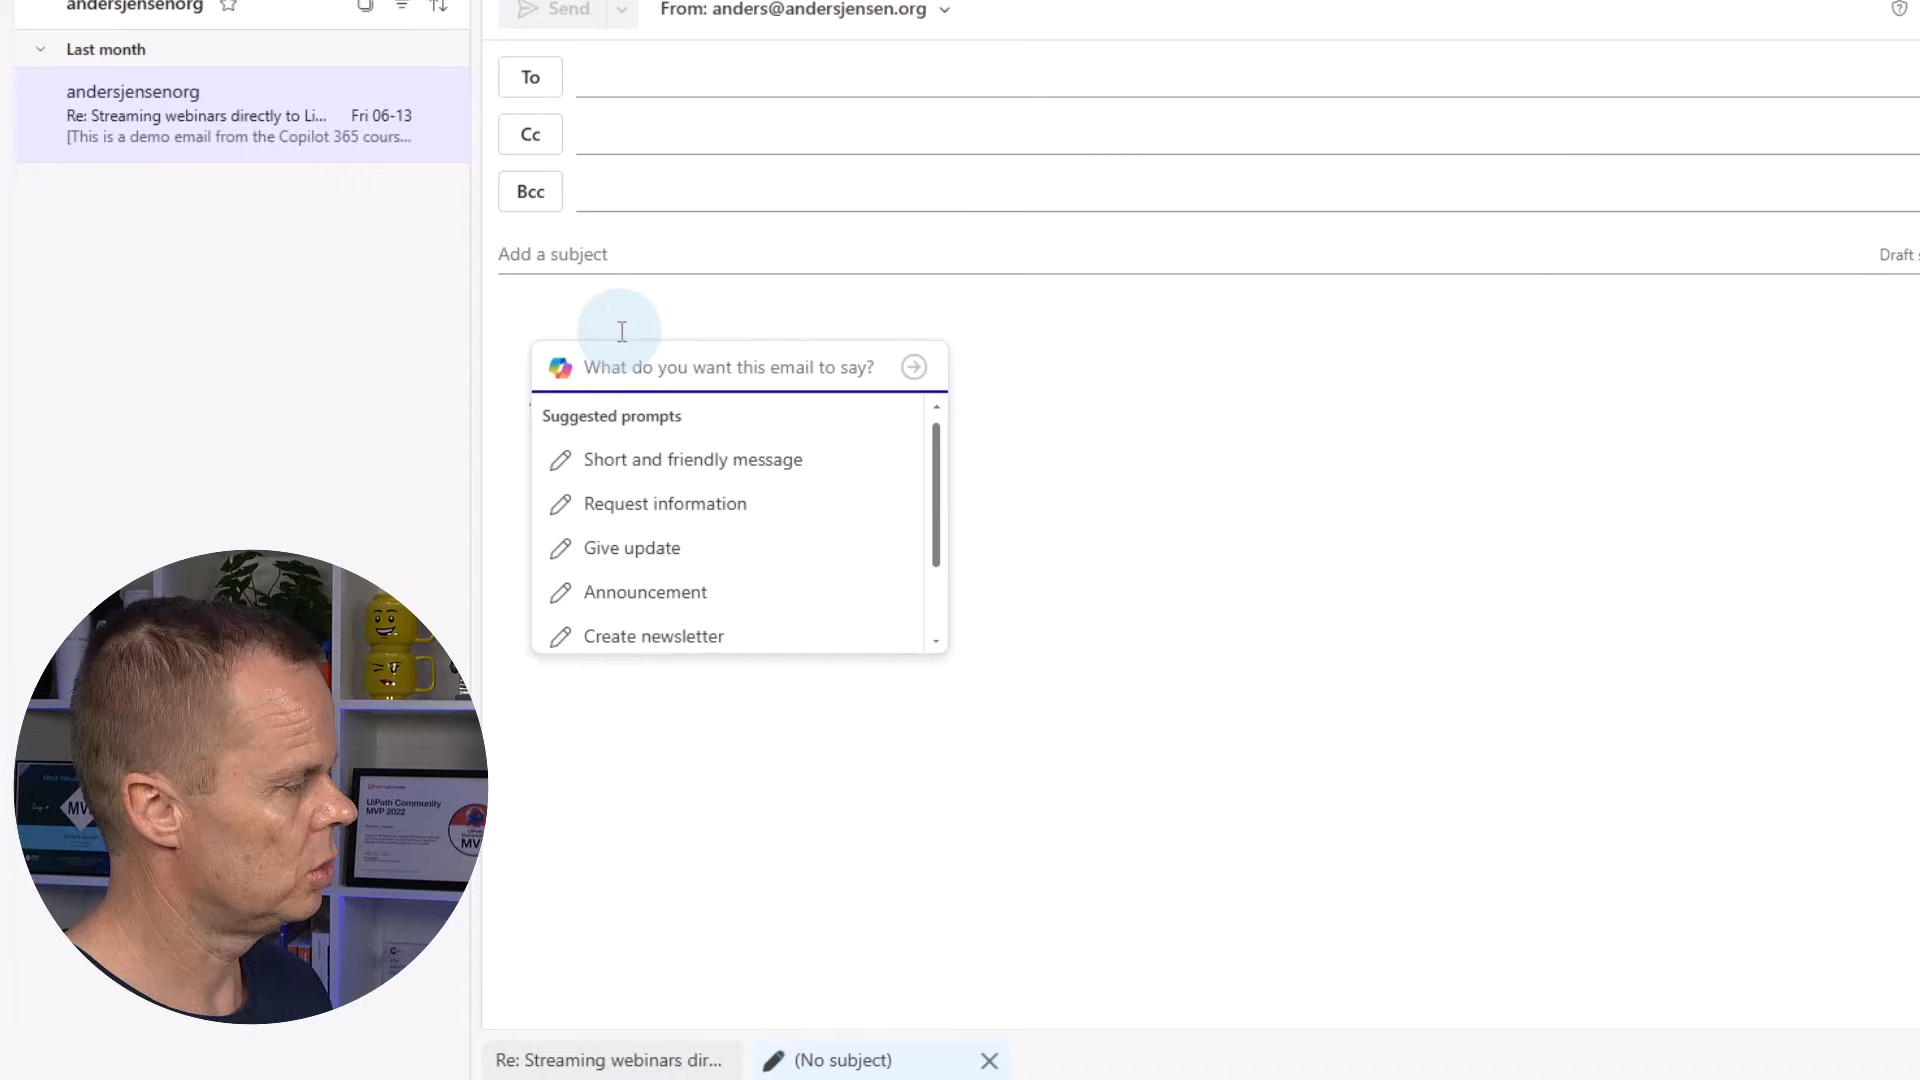 andersjensenorg
Send
From: anders@andersjensen.org
Last month
andersjensenorg
Re: Streaming webinars directly to Li...
Fri 06-13
[This is a demo email from the Copilot 365 cours...
To
Cc
Bcc
Add a subject
Draft
What do you want this email to say?
Suggested prompts
Short and friendly message
Request information
Give update
Announcement
Create newsletter
UiPath Community
MVP 2022
Re: Streaming webinars dir...
(No subject)